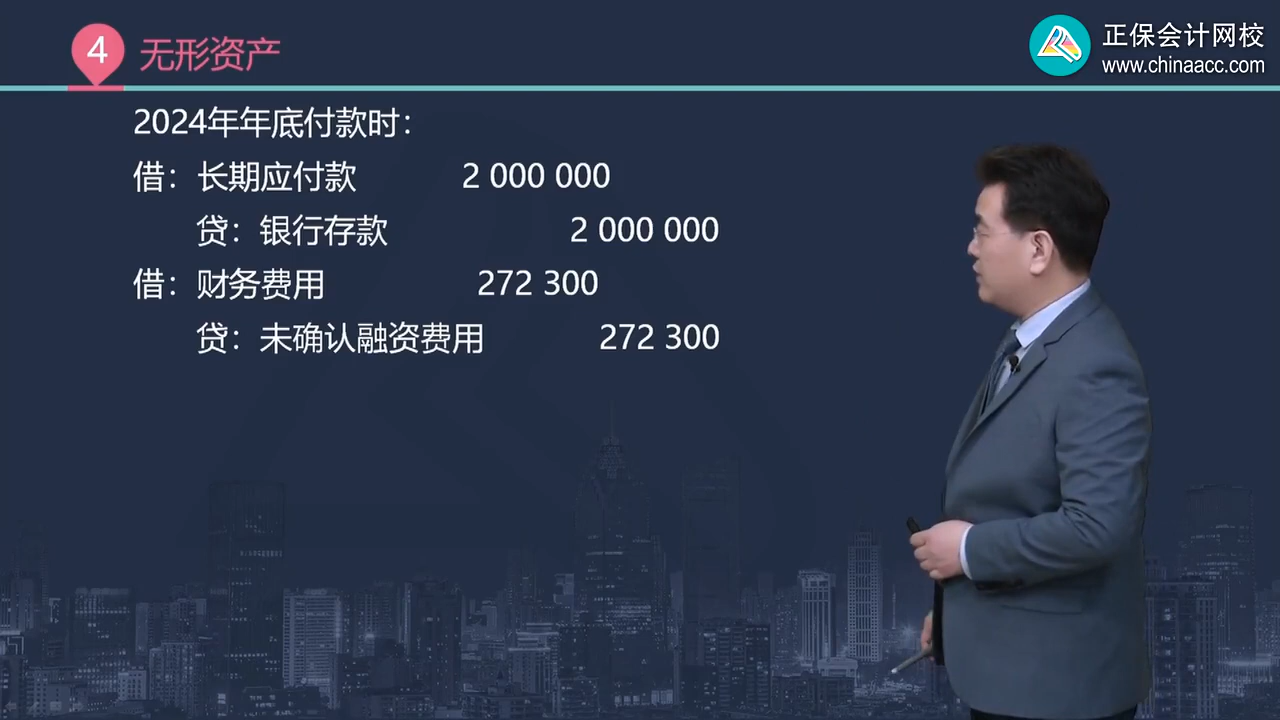 4 无形资产
正保会计网校
www.chinaacc.com
2024年年底付款时：
借：长期应付款 2 000 000
贷：银行存款 2 000 000
借：财务费用 272 300
贷：未确认融资费用 272 300